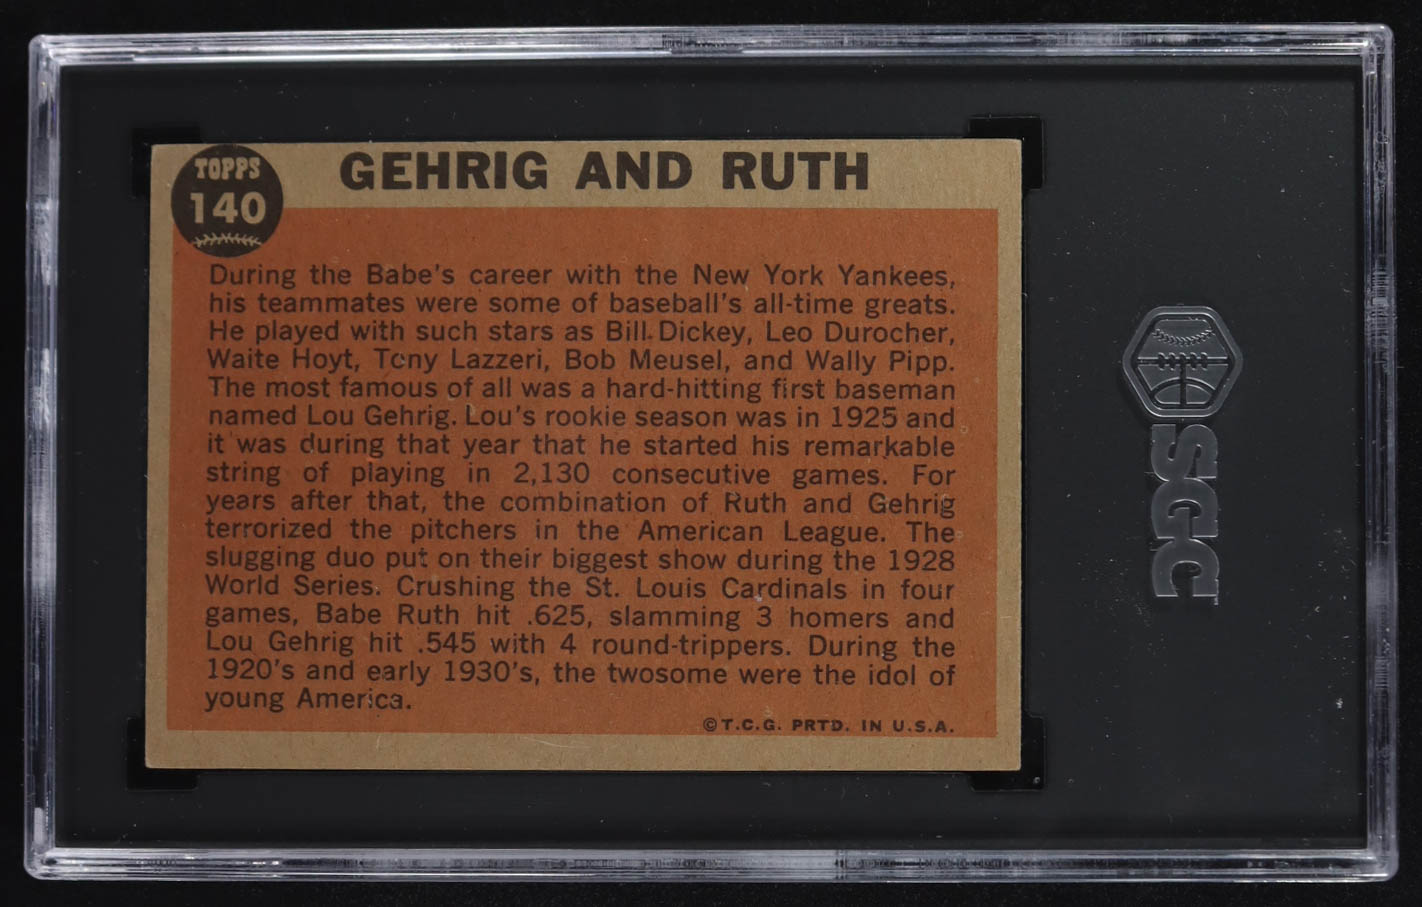 TOPPS
140
GEHRIG AND RUTH
During the Babe's career with the New York Yankees,
his teammates were some of baseball's all-time greats.
He played with such stars as Bill Dickey, Leo Durocher,
Waite Hoyt, Tony Lazzeri, Bob Meusel, and Wally Pipp.
The most famous of all was a hard-hitting first baseman
named Lou Gehrig. Lou's rookie season was in 1925 and
it was during that year that he started his remarkable
string of playing in 2,130 consecutive games. For
years after that, the combination of Ruth and Gehrig
terrorized the pitchers in the American League. The
slugging duo put on their biggest show during the 1928
World Series. Crushing the St. Louis Cardinals in four
games, Babe Ruth hit .625, slamming 3 homers and
Lou Gehrig hit .545 with 4 round-trippers. During the
1920's and early 1930's, the twosome were the idol of
young America.
©T.C.G. PRTD. IN U.S.A.
SGC